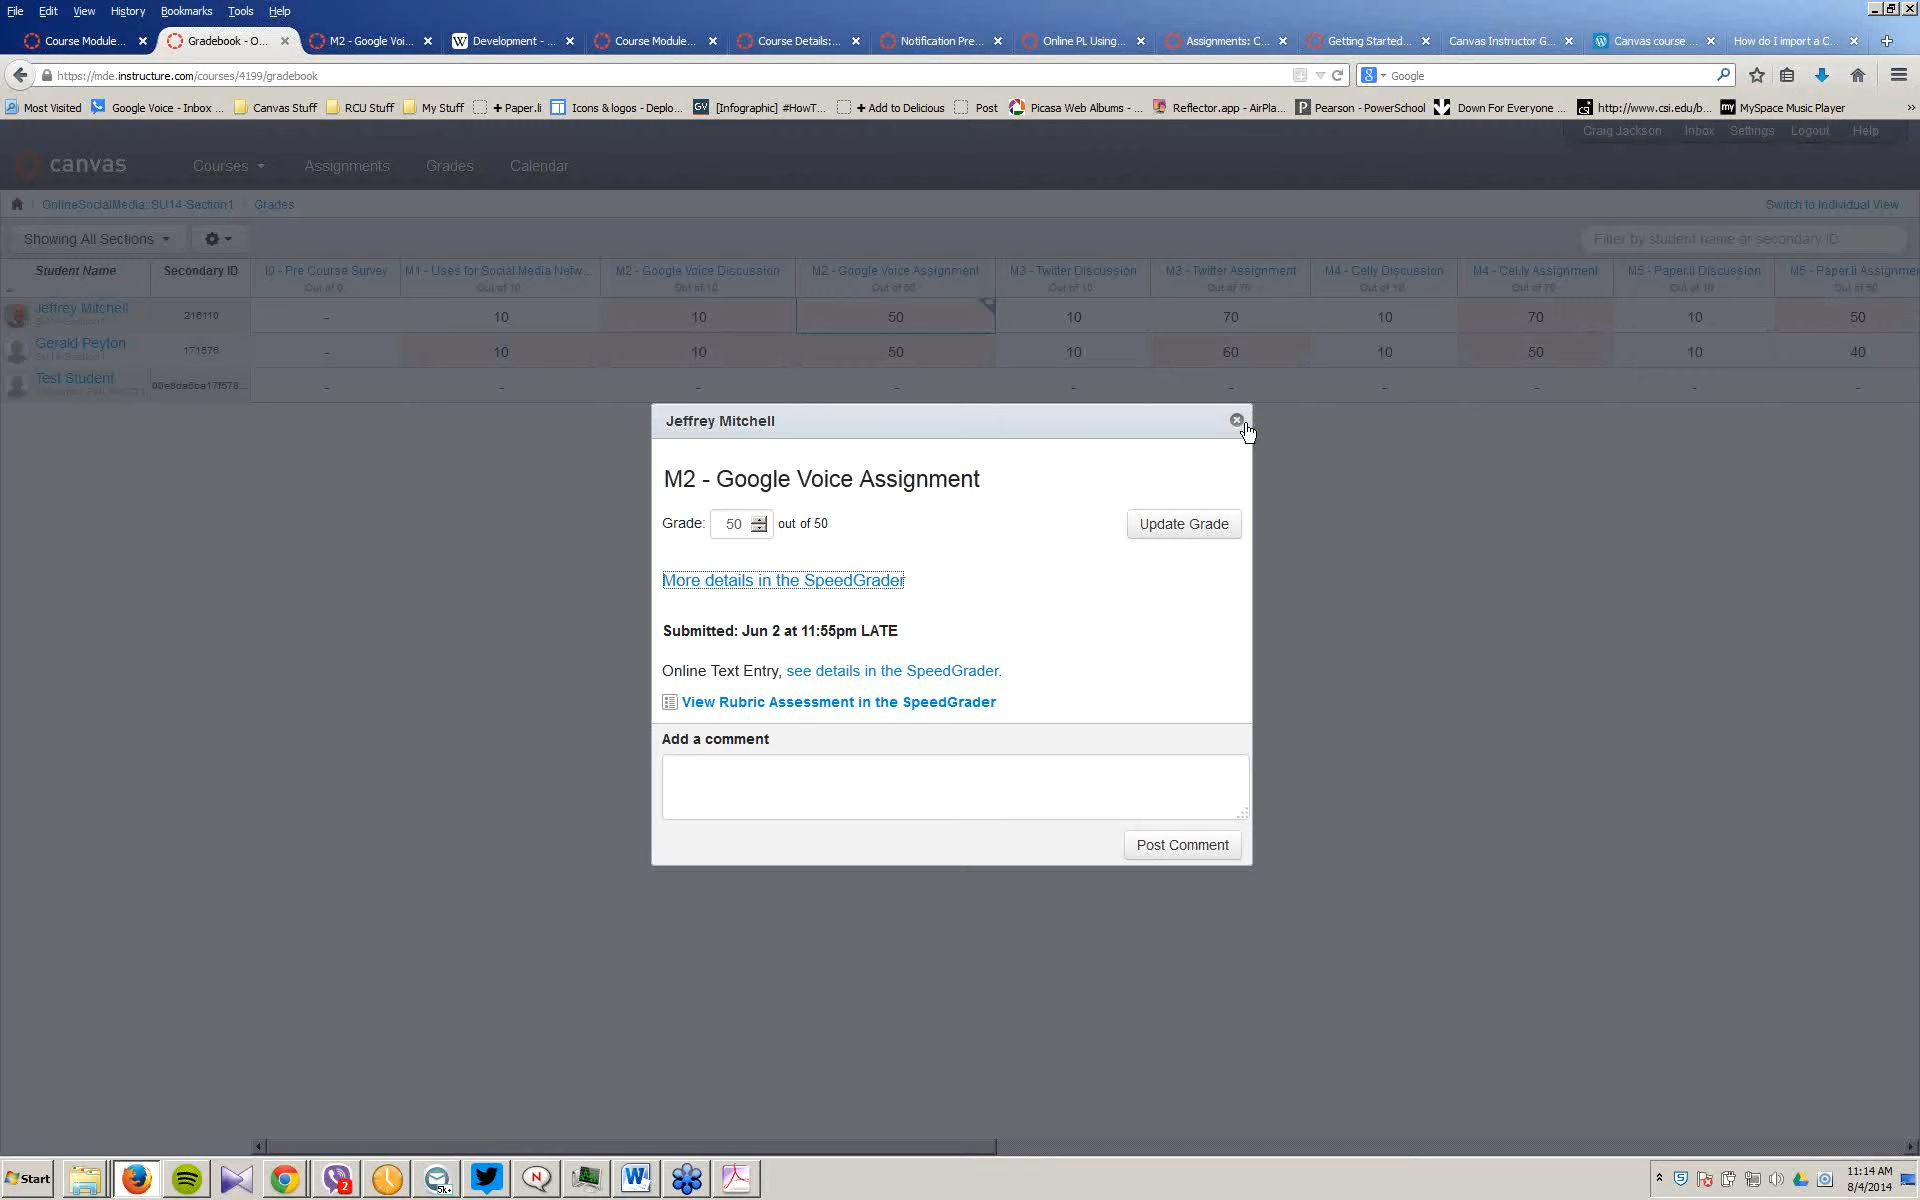 File Edit View History Bookmarks Tools Help
Course Module... Gradebook - O... M2 - Google Voi... Development - ... Course Module... Course Details:... Notification Pre... Online PL Using... Assignments: C... Getting Started... Canvas Instructor G... Canvas course ... How do I import a C...
https://mde.instructure.com/courses/4199/gradebook Google
Most Visited Google Voice - Inbox ... Canvas Stuff RCU Stuff My Stuff + Paper.li Icons & logos - Deplo... [Infographic] #HowT... + Add to Delicious Post Picasa Web Albums - ... Reflector.app - AirPla... Pearson - PowerSchool Down For Everyone ... http://www.csi.edu/b... MySpace Music Player
Craig Jackson Inbox Settings Logout Help
canvas Courses Assignments Grades Calendar
OnlineSocialMedia::SU14-Section1 Grades Switch to Individual View
Showing All Sections Filter by student name or secondary ID
Student Name Secondary ID I0 - Pre Course Survey M1 - Uses for Social Media Netw... M2 - Google Voice Discussion M2 - Google Voice Assignment M3 - Twitter Discussion M3 - Twitter Assignment M4 - Celly Discussion M4 - Cel.ly Assignment M5 - Paper.li Discussion M5 - Paper.li Assignmen
Out of 0 Out of 10 Out of 10 Out of 50 Out of 10 Out of 70 Out of 10 Out of 70 Out of 10 Out of 50
Jeffrey Mitchell 216110 - 10 10 50 10 70 10 70 10 50
SU14-Section1
Gerald Peyton 171576 - 10 10 50 10 60 10 50 10 40
SU14-Section1
Test Student - - - - - - - - - -
Jeffrey Mitchell
M2 - Google Voice Assignment
Grade: 50 out of 50 Update Grade
More details in the SpeedGrader
Submitted: Jun 2 at 11:55pm LATE
Online Text Entry, see details in the SpeedGrader.
View Rubric Assessment in the SpeedGrader
Add a comment
Post Comment
Start 2 5k+ 11:14 AM
8/4/2014